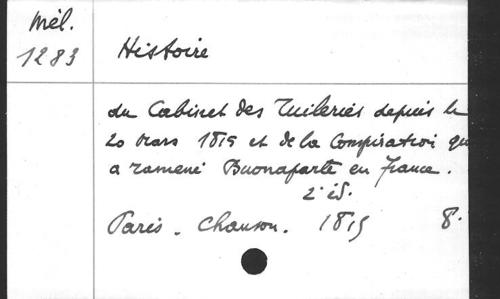 Mél.
1283
Histoire
du Cabinet des Tuileries depuis le
20 Mars 1815 et de la Conspiration qui
a ramené Buonaparte en France.
2e éd.
Paris. Chanson. 1815 8.